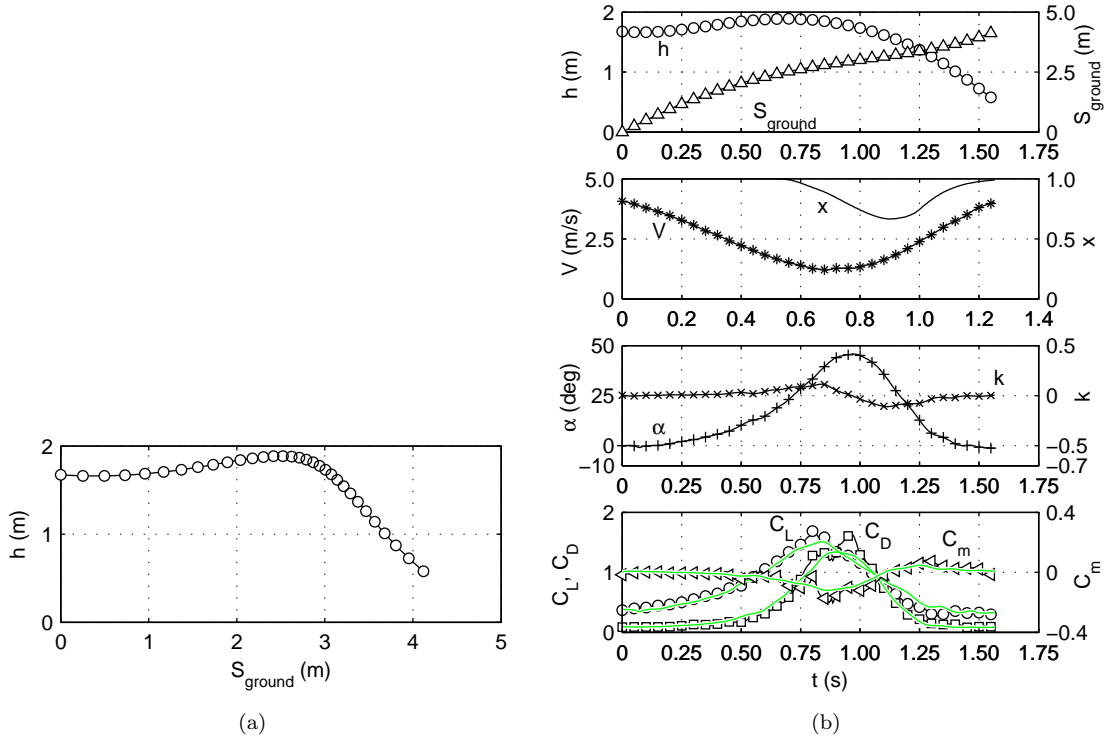 2
1
0
h (m)
0 1 2 3 4 5
S_ground (m)
(a)
2
1
0
h (m)
h
S_ground
5.0
2.5
0
S_ground (m)
0 0.25 0.50 0.75 1.00 1.25 1.50 1.75
5.0
2.5
0
V (m/s)
x
V
1.0
0.5
0
x
0 0.2 0.4 0.6 0.8 1.0 1.2 1.4
50
25
0
−10
α (deg)
α
k
0.5
0
−0.5
−0.7
k
0 0.25 0.50 0.75 1.00 1.25 1.50 1.75
2
1
0
C_L, C_D
C_L
C_D
C_m
0.4
0
−0.4
C_m
0 0.25 0.50 0.75 1.00 1.25 1.50 1.75
t (s)
(b)